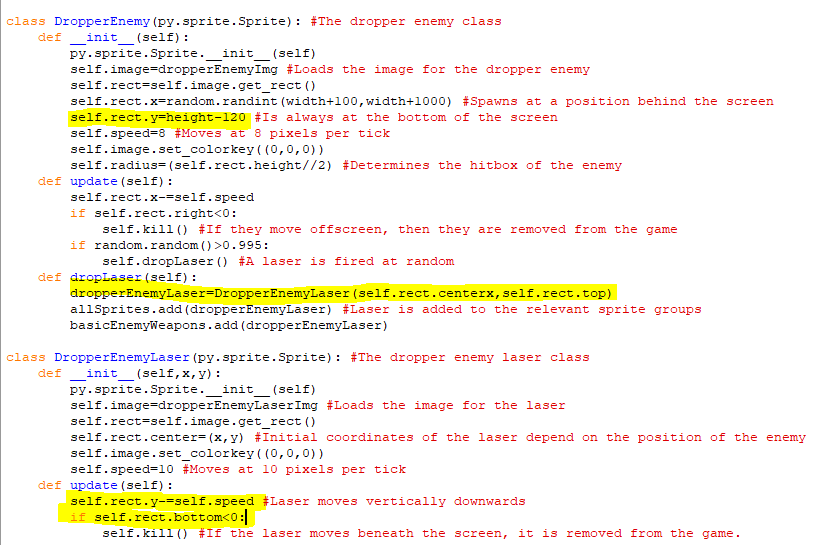 class DropperEnemy(py.sprite.Sprite): #The dropper enemy class
    def __init__(self):
        py.sprite.Sprite.__init__(self)
        self.image=dropperEnemyImg #Loads the image for the dropper enemy
        self.rect=self.image.get_rect()
        self.rect.x=random.randint(width+100,width+1000) #Spawns at a position behind the screen
        self.rect.y=height-120 #Is always at the bottom of the screen
        self.speed=8 #Moves at 8 pixels per tick
        self.image.set_colorkey((0,0,0))
        self.radius=(self.rect.height//2) #Determines the hitbox of the enemy
    def update(self):
        self.rect.x-=self.speed
        if self.rect.right<0:
            self.kill() #If they move offscreen, then they are removed from the game
        if random.random()>0.995:
            self.dropLaser() #A laser is fired at random
    def dropLaser(self):
        dropperEnemyLaser=DropperEnemyLaser(self.rect.centerx,self.rect.top)
        allSprites.add(dropperEnemyLaser) #Laser is added to the relevant sprite groups
        basicEnemyWeapons.add(dropperEnemyLaser)

class DropperEnemyLaser(py.sprite.Sprite): #The dropper enemy laser class
    def __init__(self,x,y):
        py.sprite.Sprite.__init__(self)
        self.image=dropperEnemyLaserImg #Loads the image for the laser
        self.rect=self.image.get_rect()
        self.rect.center=(x,y) #Initial coordinates of the laser depend on the position of the enemy
        self.image.set_colorkey((0,0,0))
        self.speed=10 #Moves at 10 pixels per tick
    def update(self):
        self.rect.y-=self.speed #Laser moves vertically downwards
        if self.rect.bottom<0:
            self.kill() #If the laser moves beneath the screen, it is removed from the game.